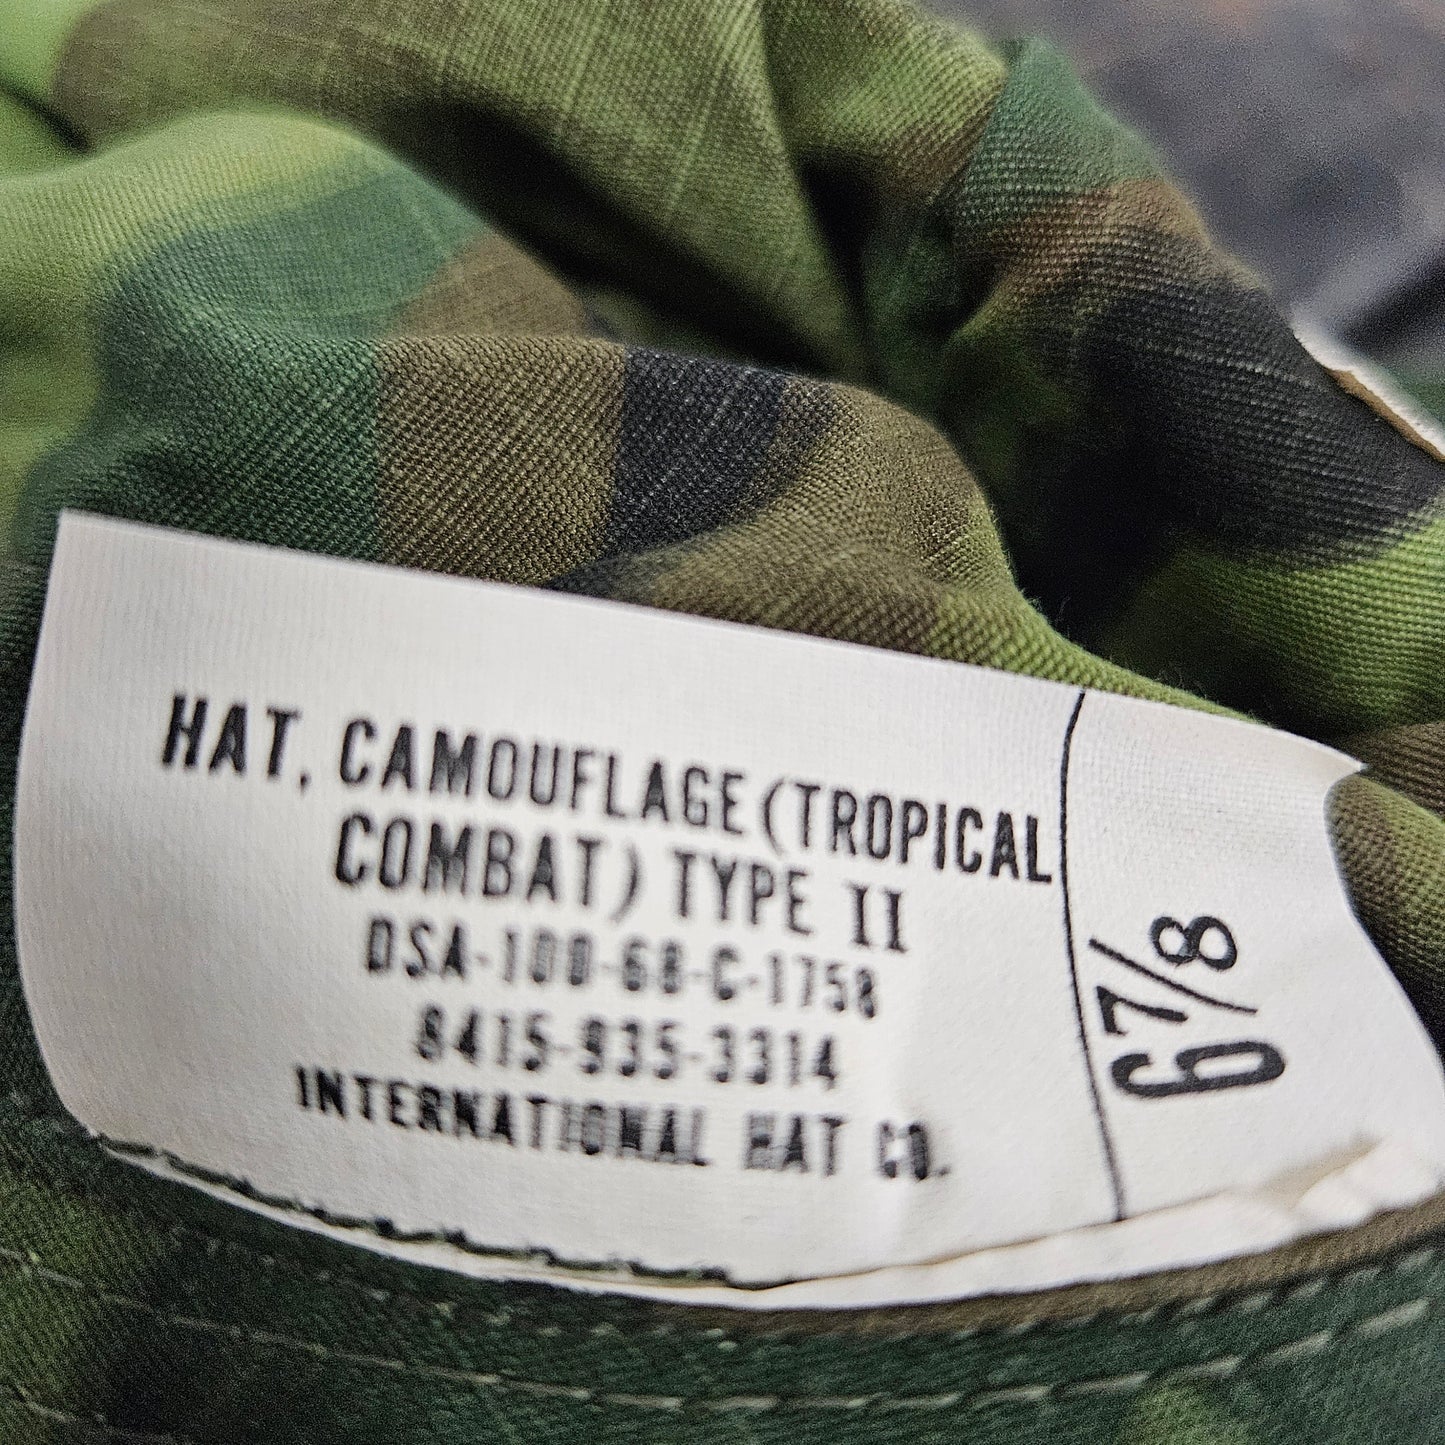 HAT, CAMOUFLAGE (TROPICAL
COMBAT) TYPE II
DSA-100-68-C-1758
8415-935-3314
INTERNATIONAL HAT CO.
6 7/8